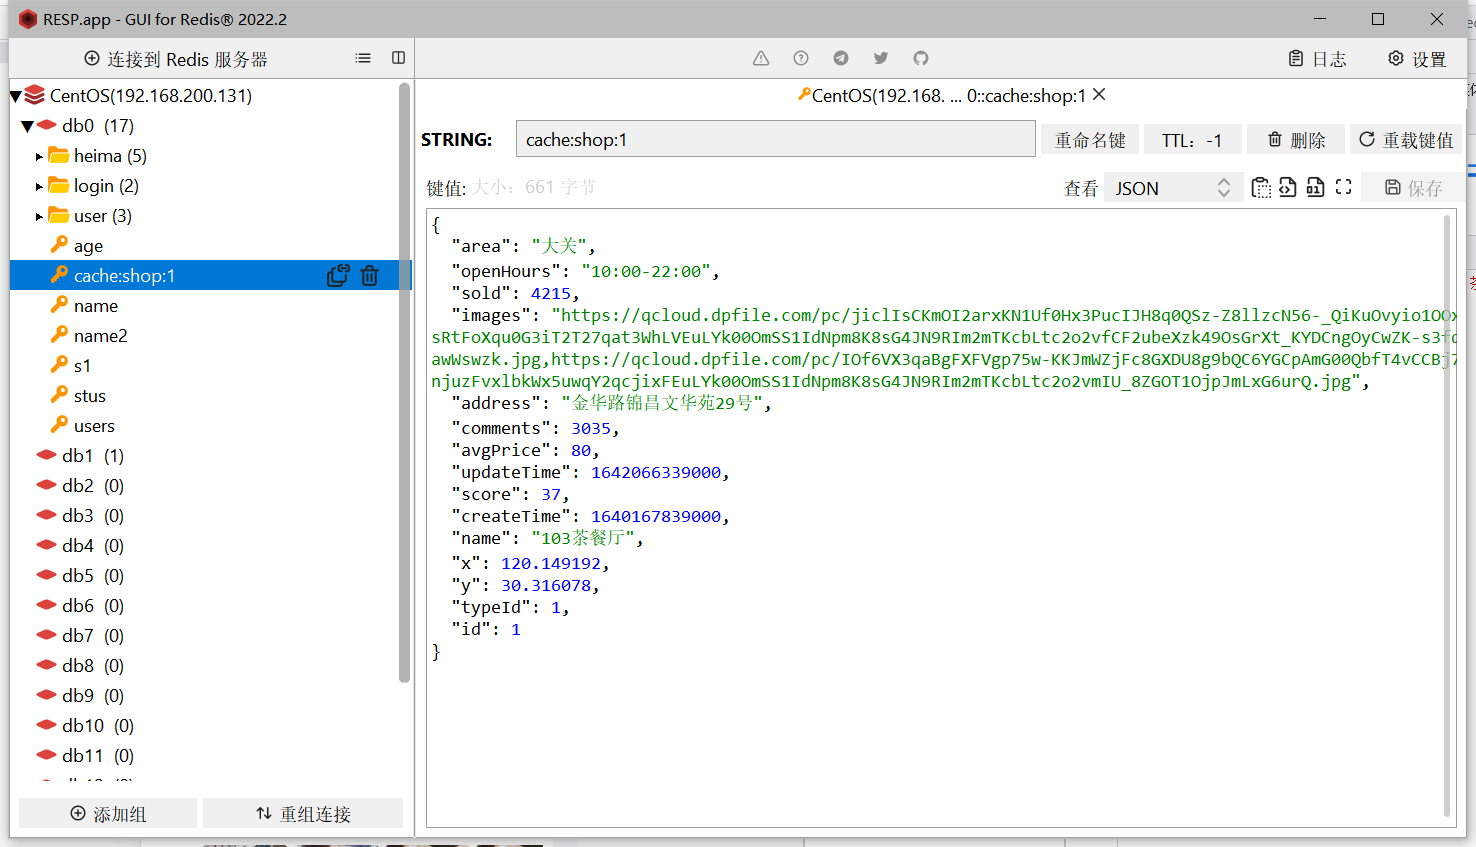 RESP.app - GUI for Redis® 2022.2
连接到 Redis 服务器
日志
设置
CentOS(192.168.200.131)
db0 (17)
heima (5)
login (2)
user (3)
age
cache:shop:1
name
name2
s1
stus
users
db1 (1)
db2 (0)
db3 (0)
db4 (0)
db5 (0)
db6 (0)
db7 (0)
db8 (0)
db9 (0)
db10 (0)
db11 (0)
添加组
重组连接
CentOS(192.168. ... 0::cache:shop:1
STRING:
cache:shop:1
重命名键
TTL: -1
删除
重载键值
键值: 大小: 661 字节
查看
JSON
保存
{
"area": "大关",
"openHours": "10:00-22:00",
"sold": 4215,
"images": "https://qcloud.dpfile.com/pc/jiclIsCKmOI2arxKN1Uf0Hx3PucIJH8q0QSz-Z8llzcN56-_QiKuOvyio1OOx
sRtFoXqu0G3iT2T27qat3WhLVEuLYk00OmSS1IdNpm8K8sG4JN9RIm2mTKcbLtc2o2vfCF2ubeXzk49OsGrXt_KYDCngOyCwZK-s3fd
awWswzk.jpg,https://qcloud.dpfile.com/pc/IOf6VX3qaBgFXFVgp75w-KKJmWZjFc8GXDU8g9bQC6YGCpAmG00QbfT4vCCBj7
njuzFvxlbkWx5uwqY2qcjixFEuLYk00OmSS1IdNpm8K8sG4JN9RIm2mTKcbLtc2o2vmIU_8ZGOT1OjpJmLxG6urQ.jpg",
"address": "金华路锦昌文华苑29号",
"comments": 3035,
"avgPrice": 80,
"updateTime": 1642066339000,
"score": 37,
"createTime": 1640167839000,
"name": "103茶餐厅",
"x": 120.149192,
"y": 30.316078,
"typeId": 1,
"id": 1
}